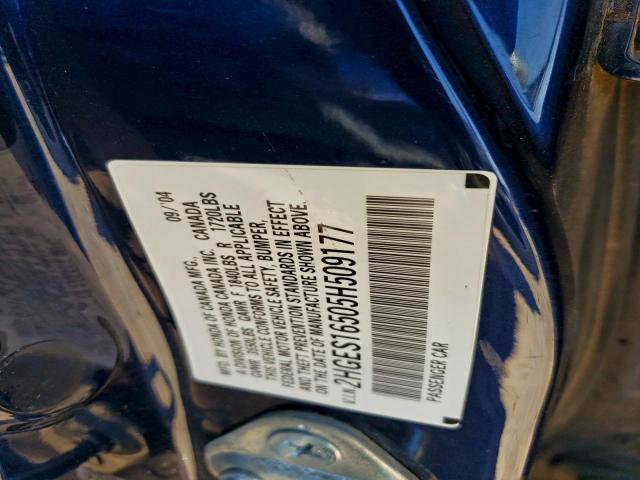 MFD. BY HONDA OF CANADA MFG., 09/04
A DIVISION OF HONDA CANADA INC., CANADA
GVWR 3560LBS GAWR F 1940LBS R 1720LBS
THIS VEHICLE CONFORMS TO ALL APPLICABLE
FEDERAL MOTOR VEHICLE SAFETY, BUMPER,
AND THEFT PREVENTION STANDARDS IN EFFECT
ON THE DATE OF MANUFACTURE SHOWN ABOVE.
V.I.N. 2HGES16505H509177
PASSENGER CAR